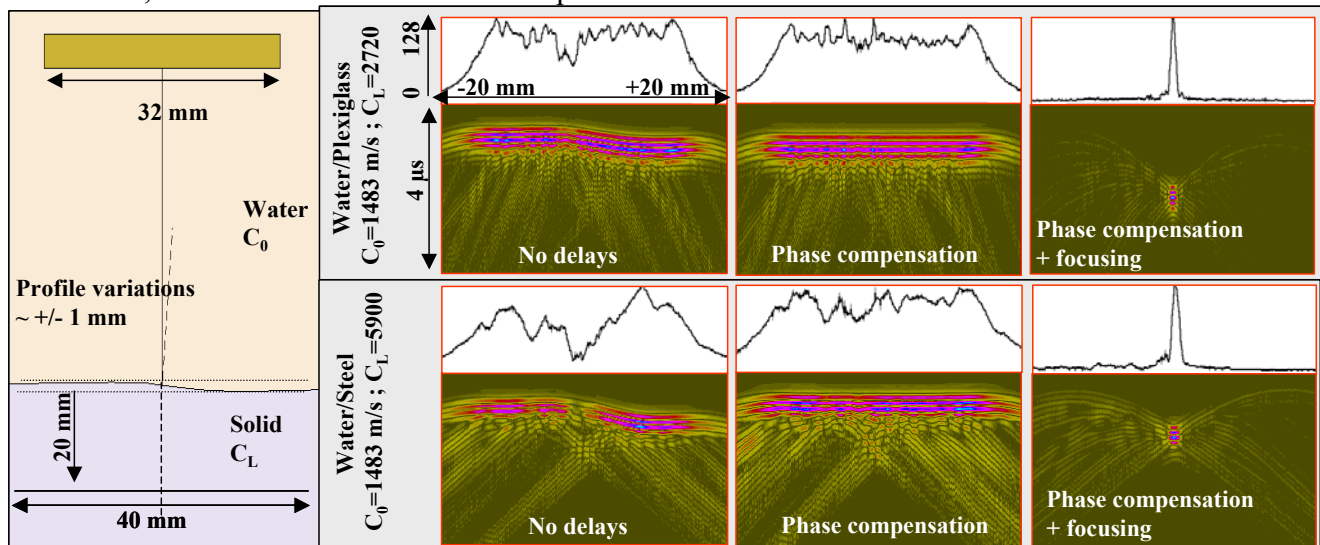 32 mm
Water
C0
Profile variations
~ +/- 1 mm
20 mm
Solid
CL
40 mm
Water/Plexiglass
C0=1483 m/s ; CL=2720
0 128
-20 mm +20 mm
4 µs
No delays
Phase compensation
Phase compensation
+ focusing
Water/Steel
C0=1483 m/s ; CL=5900
No delays
Phase compensation
Phase compensation
+ focusing